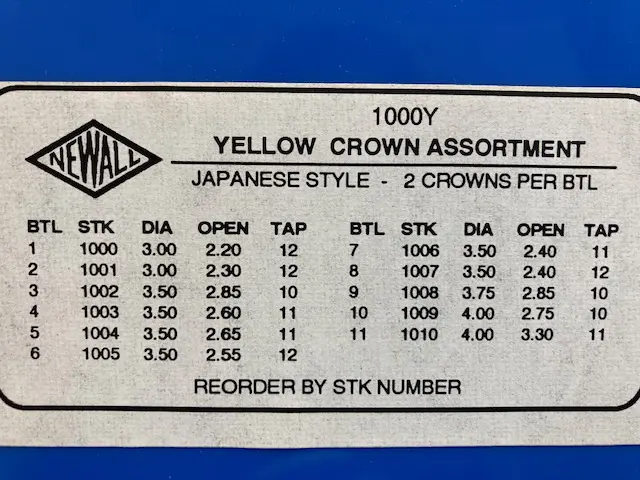 NEWALL
1000Y
YELLOW CROWN ASSORTMENT
JAPANESE STYLE - 2 CROWNS PER BTL
BTL STK DIA OPEN TAP BTL STK DIA OPEN TAP
1 1000 3.00 2.20 12 7 1006 3.50 2.40 11
2 1001 3.00 2.30 12 8 1007 3.50 2.40 12
3 1002 3.50 2.85 10 9 1008 3.75 2.85 10
4 1003 3.50 2.60 11 10 1009 4.00 2.75 10
5 1004 3.50 2.65 11 11 1010 4.00 3.30 11
6 1005 3.50 2.55 12
REORDER BY STK NUMBER